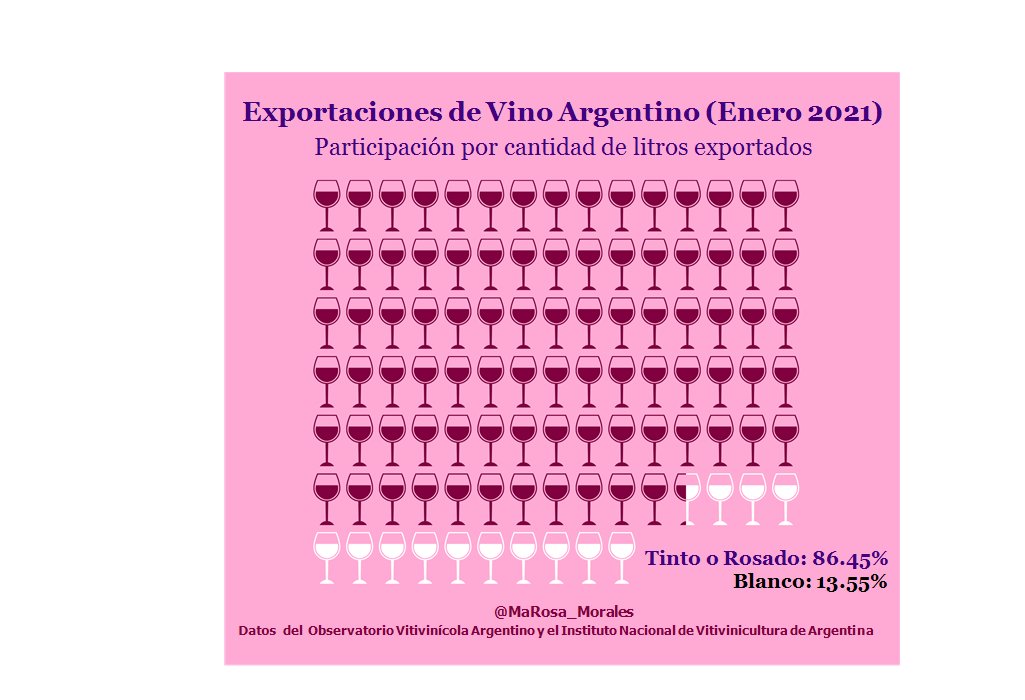 Exportaciones de Vino Argentino (Enero 2021)
Participación por cantidad de litros exportados
Tinto o Rosado: 86.45%
Blanco: 13.55%
@MaRosa_Morales
Datos del Observatorio Vitivinícola Argentino y el Instituto Nacional de Vitivinicultura de Argentina